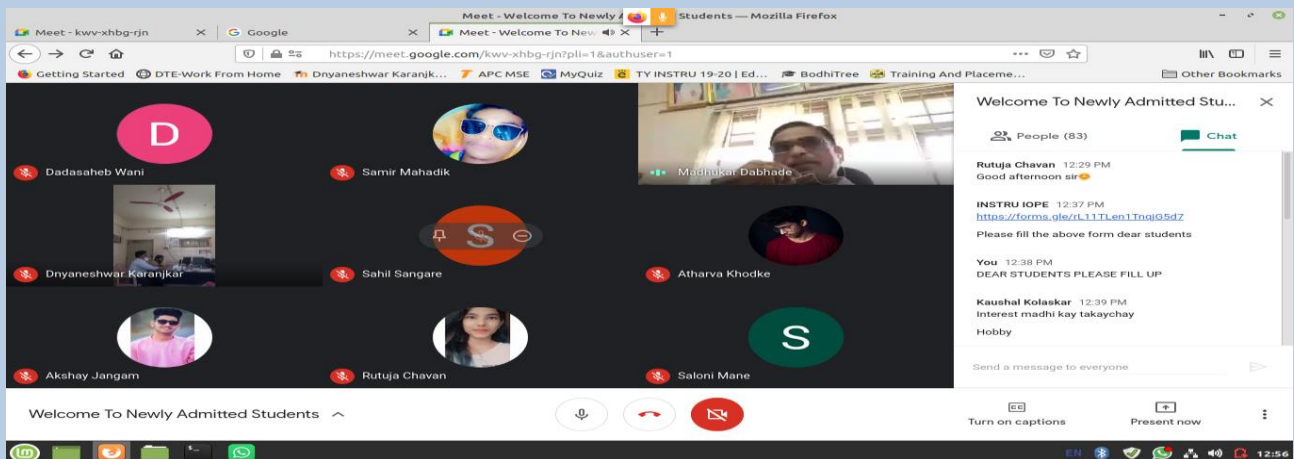 Meet - Welcome To Newly A
Students — Mozilla Firefox
Meet - kwv-xhbg-rjn
Google
Meet - Welcome To New
https://meet.google.com/kwv-xhbg-rjn?pli=1&authuser=1
Getting Started
DTE-Work From Home
Dnyaneshwar Karanjk...
APC MSE
MyQuiz
TY INSTRU 19-20 | Ed...
BodhiTree
Training And Placeme...
Other Bookmarks
D
Dadasaheb Wani
Samir Mahadik
Madhukar Dabhade
Dnyaneshwar Karanjkar
S
Sahil Sangare
Atharva Khodke
Akshay Jangam
Rutuja Chavan
S
Saloni Mane
Welcome To Newly Admitted Stu...
People (83)
Chat
Rutuja Chavan 12:29 PM
Good afternoon sir😊
INSTRU IOPE 12:37 PM
https://forms.gle/rL11TLen1TnqjG5d7
Please fill the above form dear students
You 12:38 PM
DEAR STUDENTS PLEASE FILL UP
Kaushal Kolaskar 12:39 PM
Interest madhi kay takaychay
Hobby
Send a message to everyone
Welcome To Newly Admitted Students
CC
Turn on captions
Present now
EN
12:56